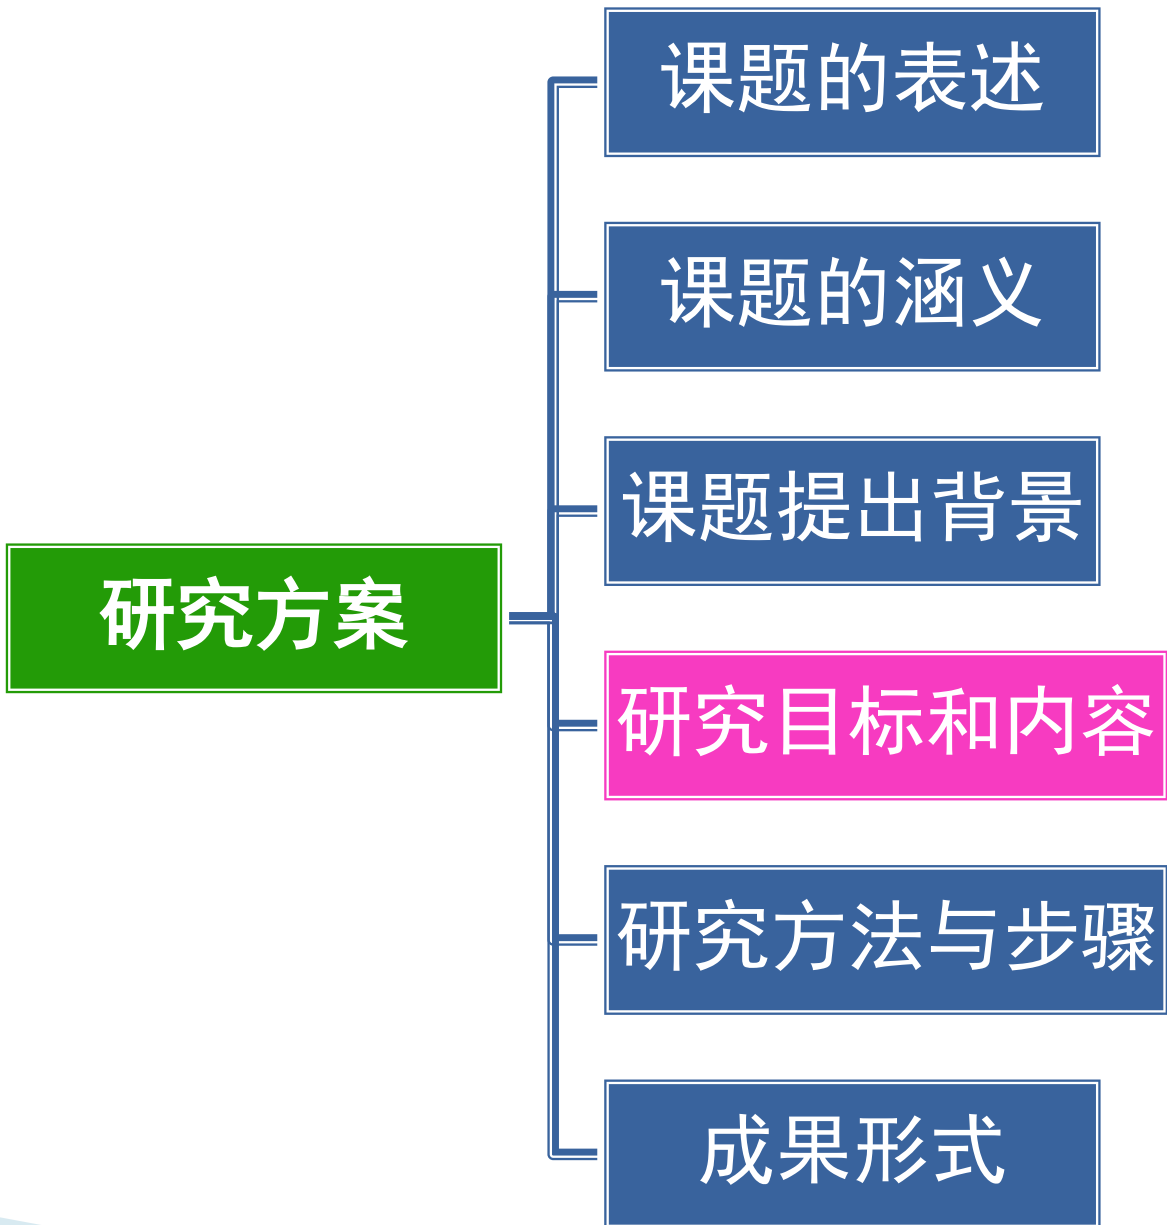 课题的表述
课题的涵义
课题提出背景
研究方案
研究目标和内容
研究方法与步骤
成果形式